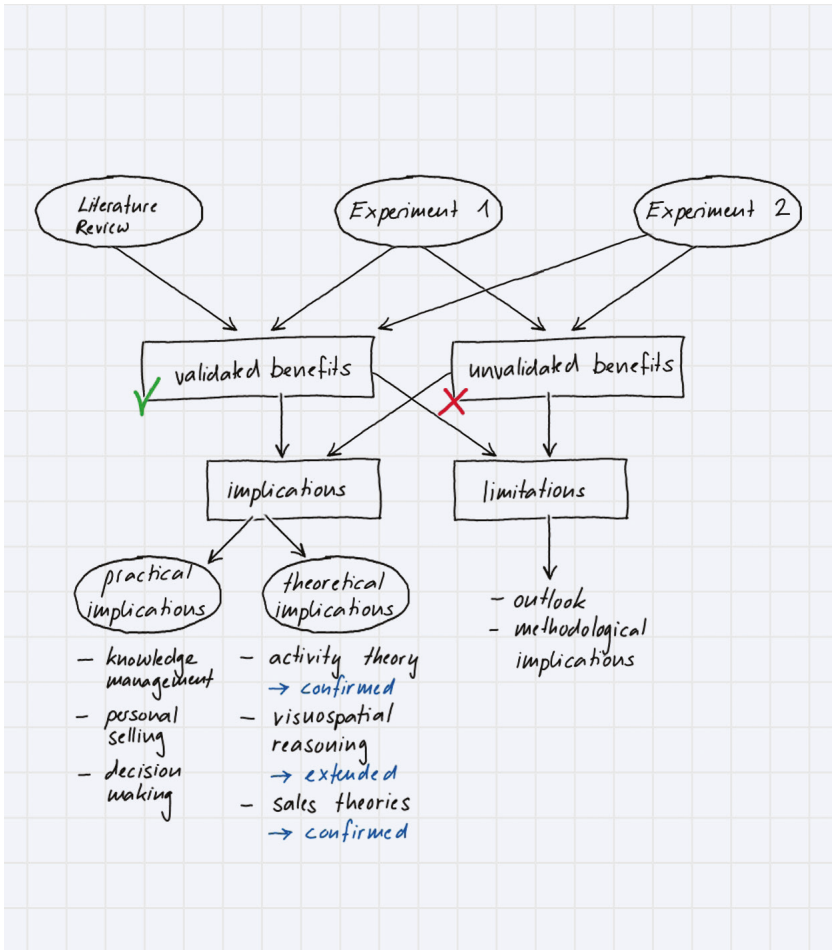 Literature
Review
Experiment 1
Experiment 2
validated benefits
unvalidated benefits
implications
limitations
practical
implications
theoretical
implications
– knowledge
management
– personal
selling
– decision
making
– activity theory
→ confirmed
– visuospatial
reasoning
→ extended
– sales theories
→ confirmed
– outlook
– methodological
implications